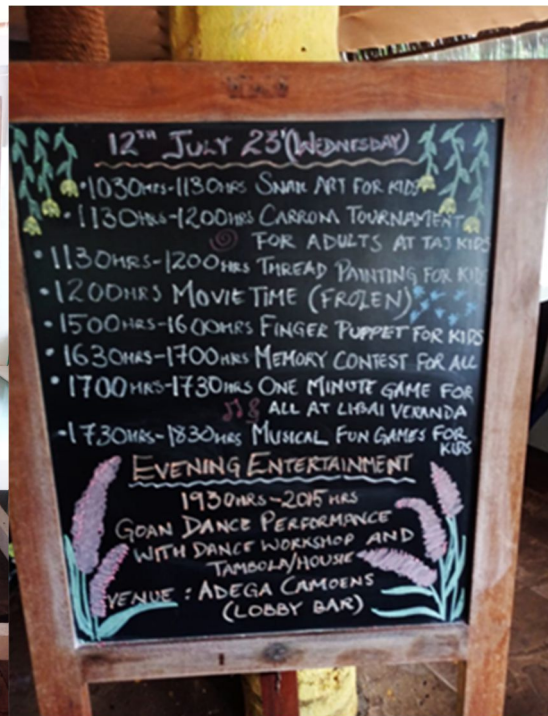 12TH JULY 23'(WEDNESDAY)
•1030HRS-1130HRS SNAIL ART FOR KIDS
•1130HRS-1200HRS CARROM TOURNAMENT
FOR ADULTS AT TAJ KIDS
•1130HRS-1200HRS THREAD PAINTING FOR KIDS
•1200HRS MOVIE TIME (FROZEN)
•1500HRS-1600HRS FINGER PUPPET FOR KIDS
•1630HRS-1700HRS MEMORY CONTEST FOR ALL
•1700HRS-1730HRS ONE MINUTE GAME FOR
ALL AT VERANDA
•1730HRS-1830HRS MUSICAL FUN GAMES FOR
KIDS
EVENING ENTERTAINMENT
1930HRS-2015HRS
GOAN DANCE PERFORMANCE
WITH DANCE WORKSHOP AND
TAMBOLA/HOUSIE
VENUE : ADEGA CAMOENS
(LOBBY BAR)